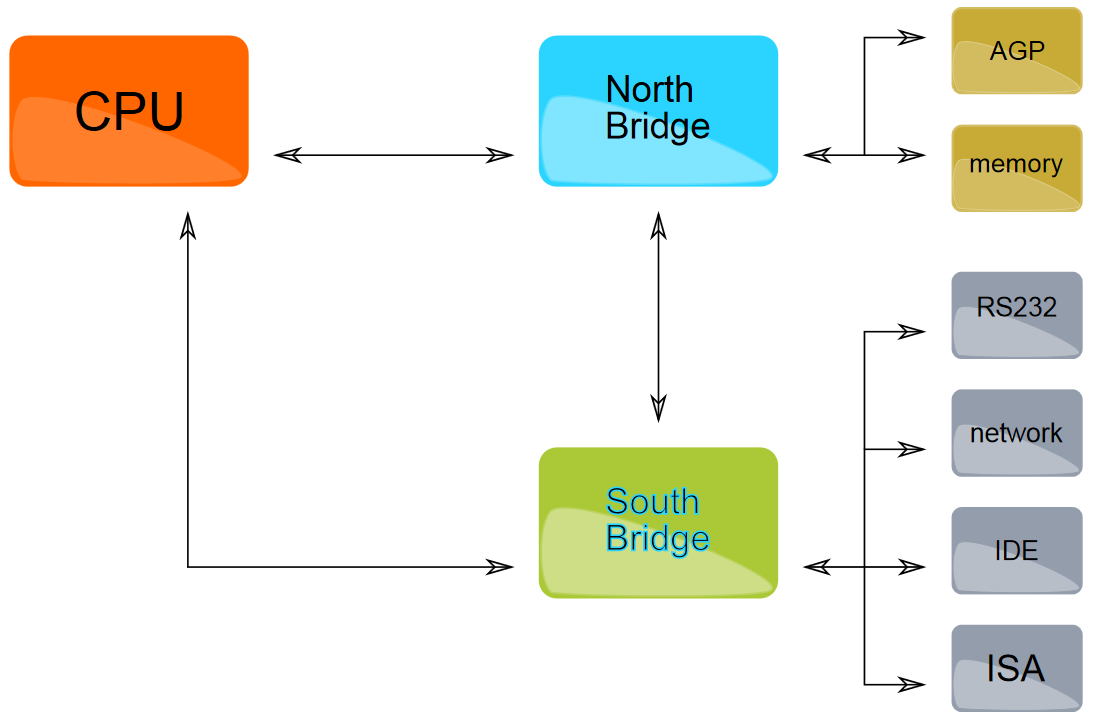 CPU
North
Bridge
AGP
memory
RS232
network
South
Bridge
IDE
ISA